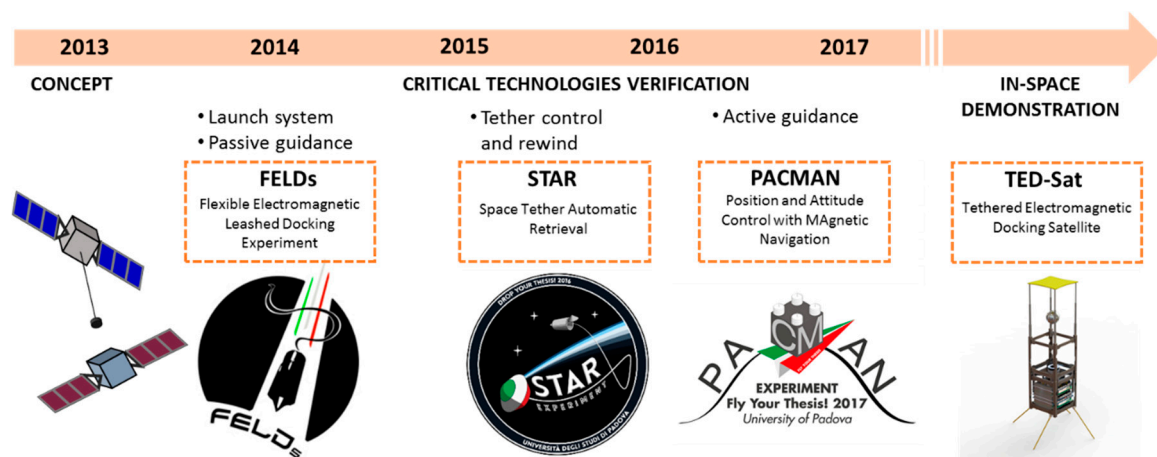 2013
2014
2015
2016
2017
CONCEPT
CRITICAL TECHNOLOGIES VERIFICATION
IN-SPACE
DEMONSTRATION
• Launch system
• Passive guidance
• Tether control
and rewind
• Active guidance
FELDs
Flexible Electromagnetic
Leashed Docking
Experiment
STAR
Space Tether Automatic
Retrieval
PACMAN
Position and Attitude
Control with MAgnetic
Navigation
TED-Sat
Tethered Electromagnetic
Docking Satellite
FELDs
DROP YOUR THESIS! 2016
STAR
EXPERIMENT
UNIVERSITÀ DEGLI STUDI DI PADOVA
PACMAN
EXPERIMENT
Fly Your Thesis! 2017
University of Padova